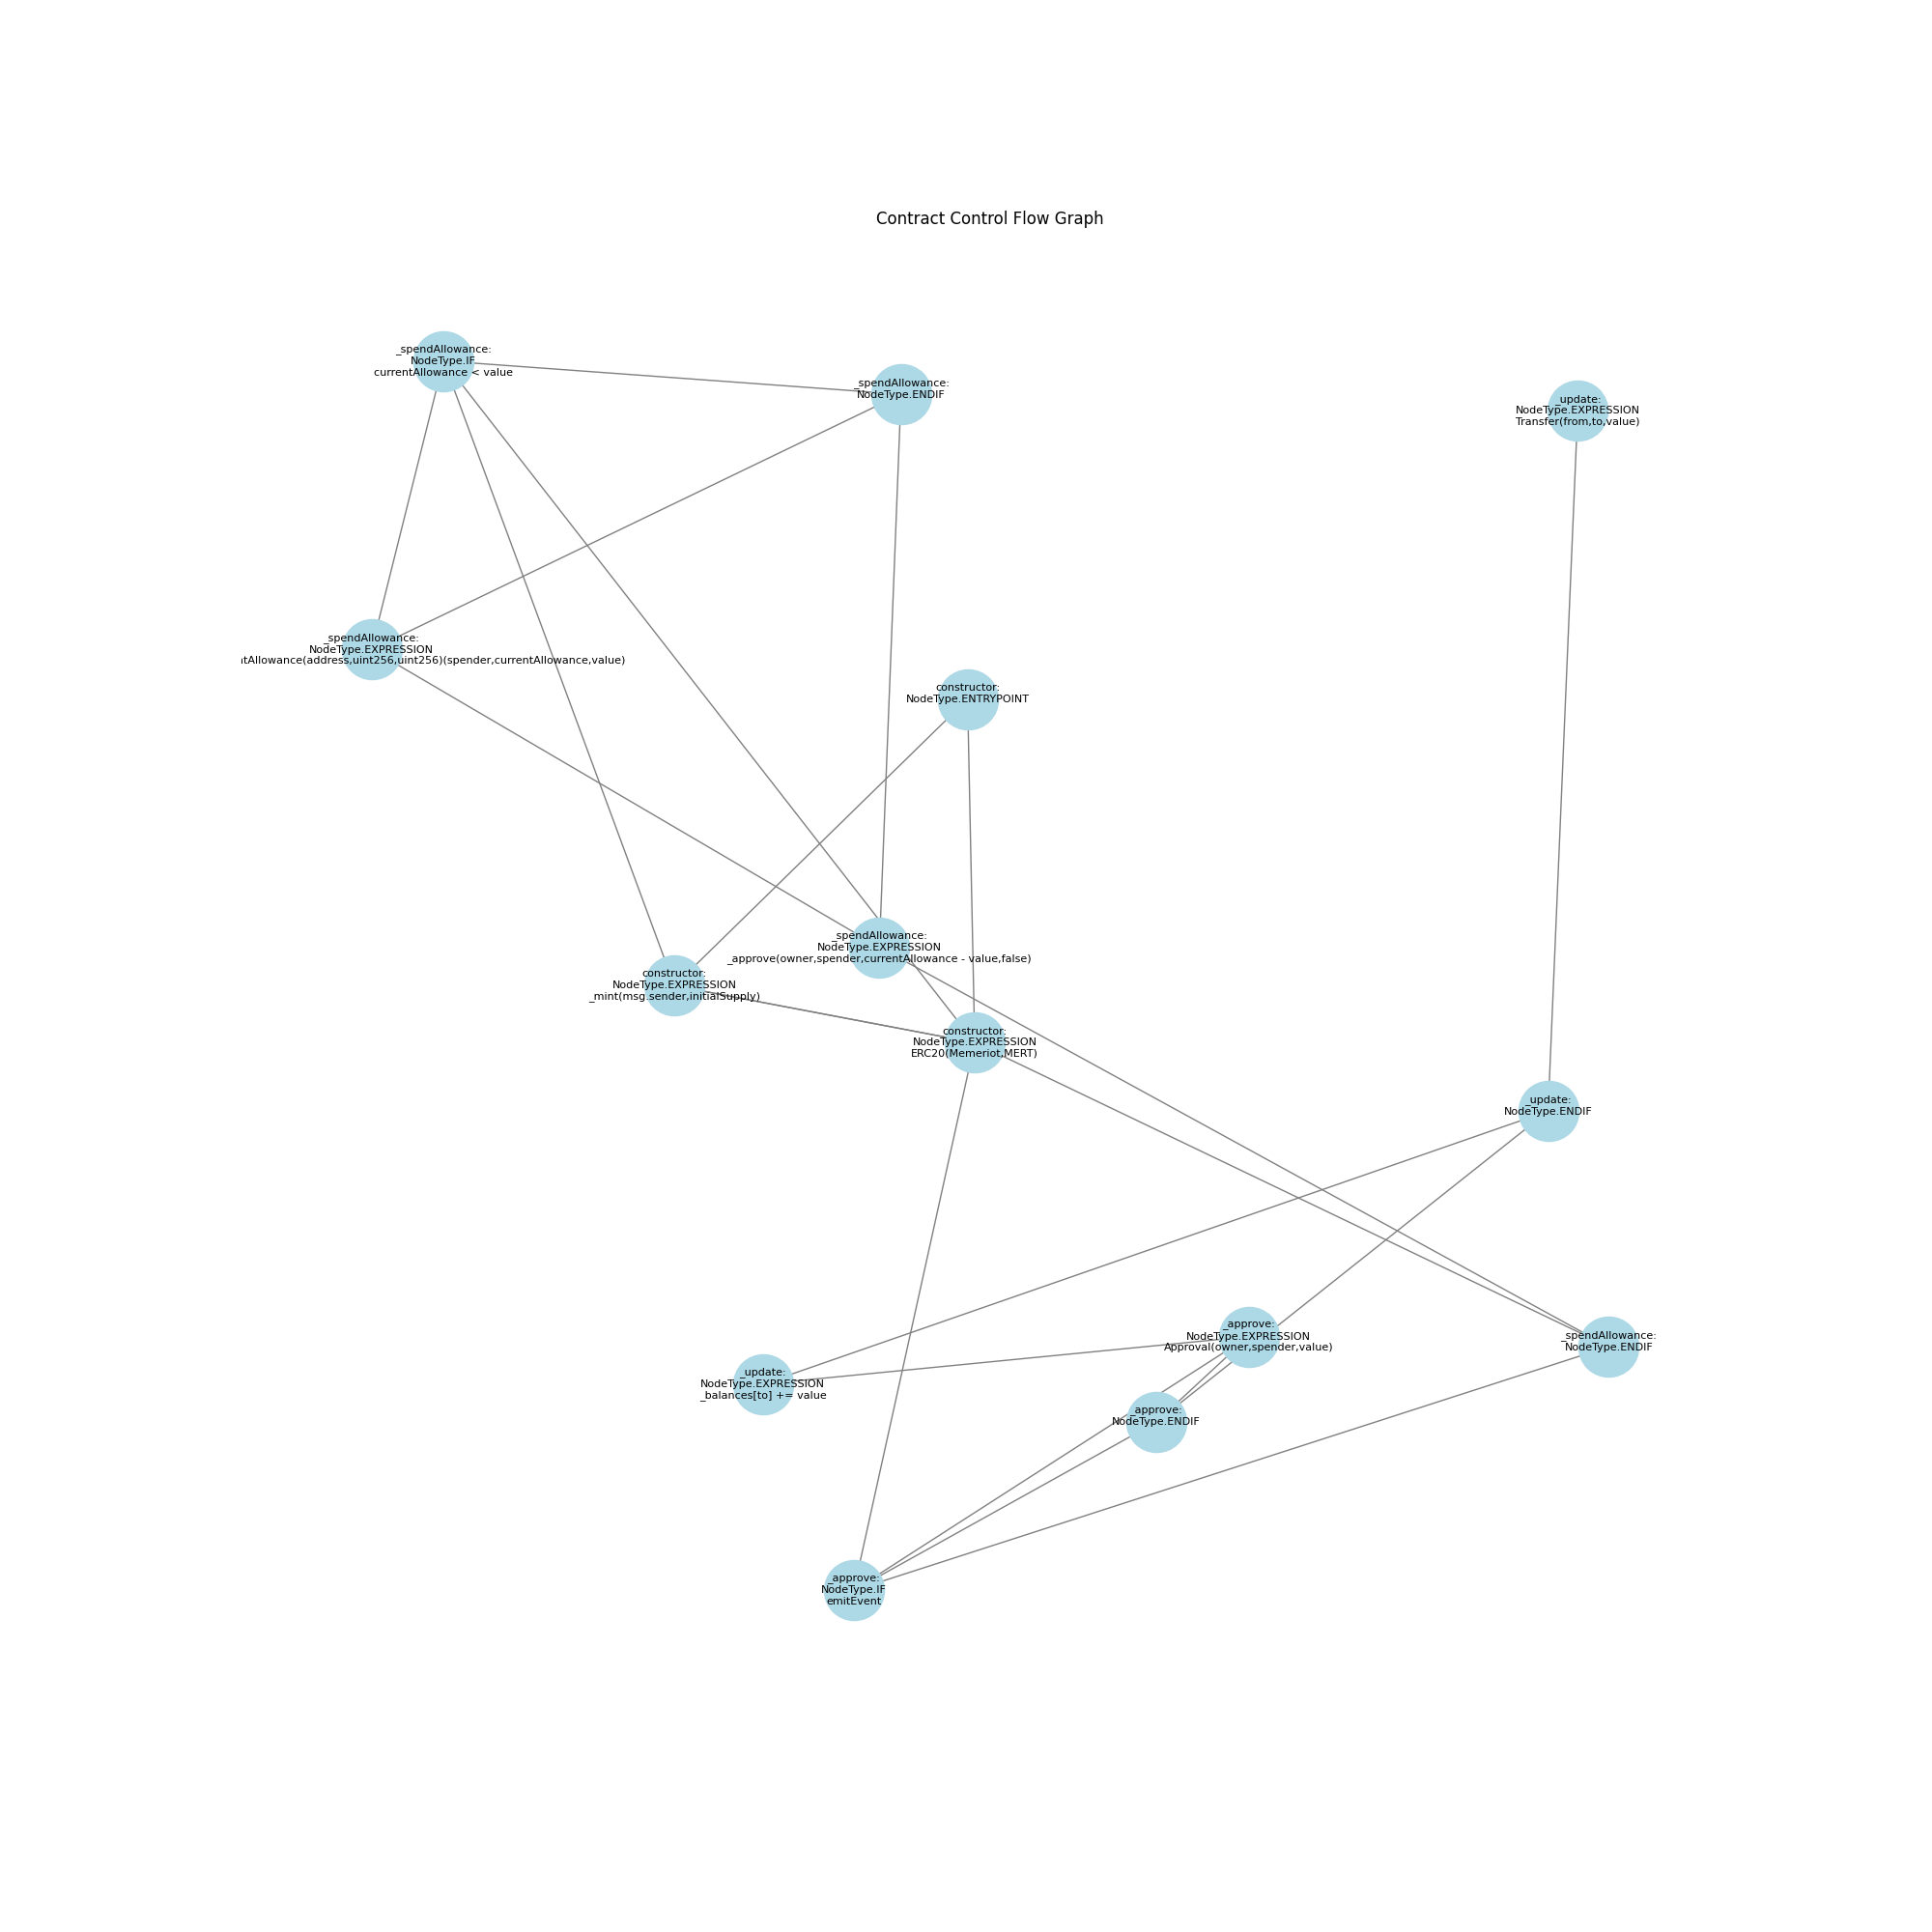 Contract Control Flow Graph
_spendAllowance:
NodeType.IF
currentAllowance < value
_spendAllowance:
NodeType.ENDIF
_update:
NodeType.EXPRESSION
Transfer(from,to,value)
_spendAllowance:
NodeType.EXPRESSION
tAllowance(address,uint256,uint256)(spender,currentAllowance,value)
constructor:
NodeType.ENTRYPOINT
_spendAllowance:
NodeType.EXPRESSION
_approve(owner,spender,currentAllowance - value,false)
constructor:
NodeType.EXPRESSION
_mint(msg.sender,initialSupply)
constructor:
NodeType.EXPRESSION
ERC20(Memeriot,MERT)
_update:
NodeType.ENDIF
_approve:
NodeType.EXPRESSION
Approval(owner,spender,value)
_spendAllowance:
NodeType.ENDIF
_update:
NodeType.EXPRESSION
_balances[to] += value
_approve:
NodeType.ENDIF
_approve:
NodeType.IF
emitEvent